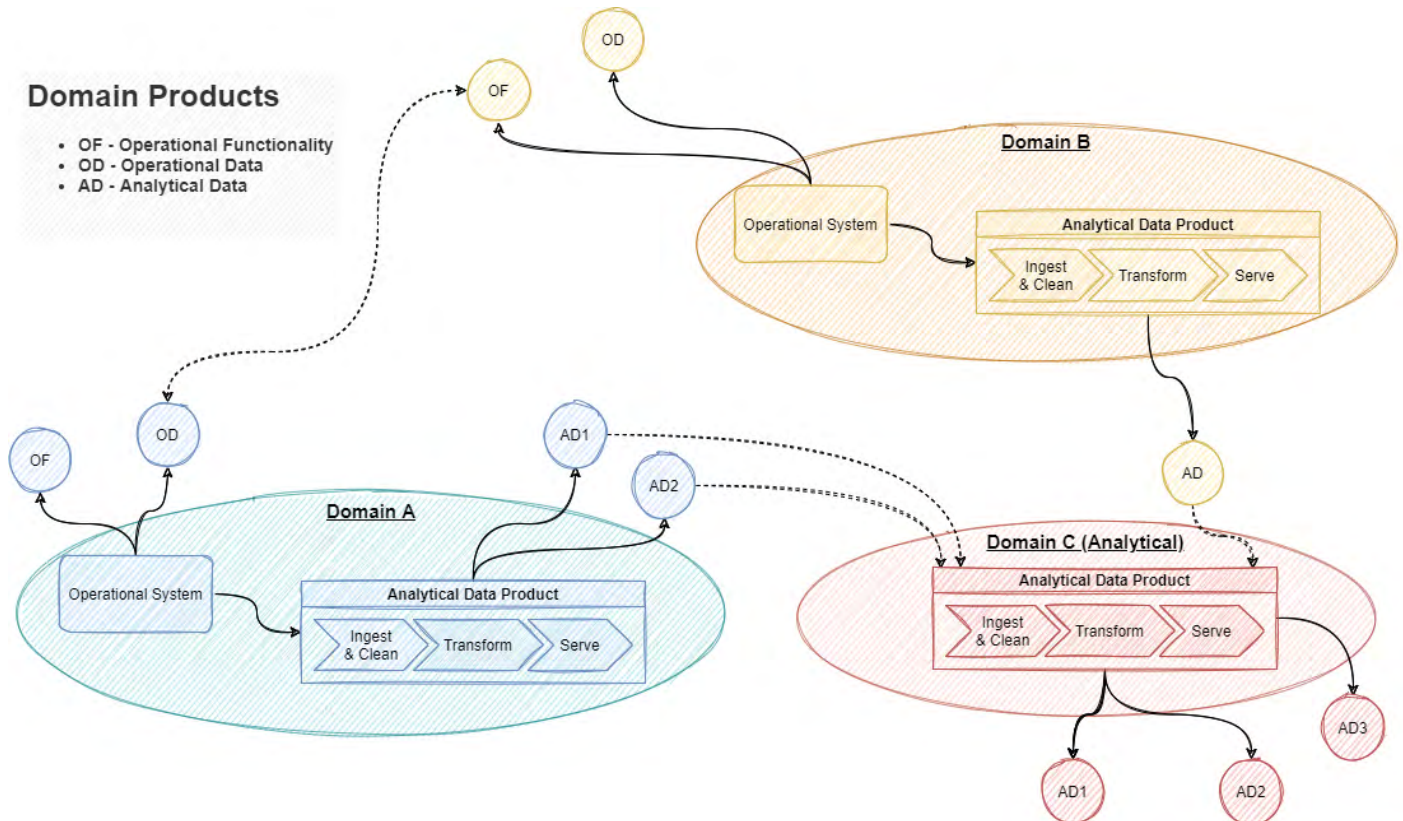 Domain Products
• OF - Operational Functionality
• OD - Operational Data
• AD - Analytical Data
OD
OF
Domain B
Operational System
Analytical Data Product
Ingest
& Clean
Transform
Serve
OF
OD
AD1
AD2
AD
Domain A
Operational System
Analytical Data Product
Ingest
& Clean
Transform
Serve
Domain C (Analytical)
Analytical Data Product
Ingest
& Clean
Transform
Serve
AD3
AD1
AD2